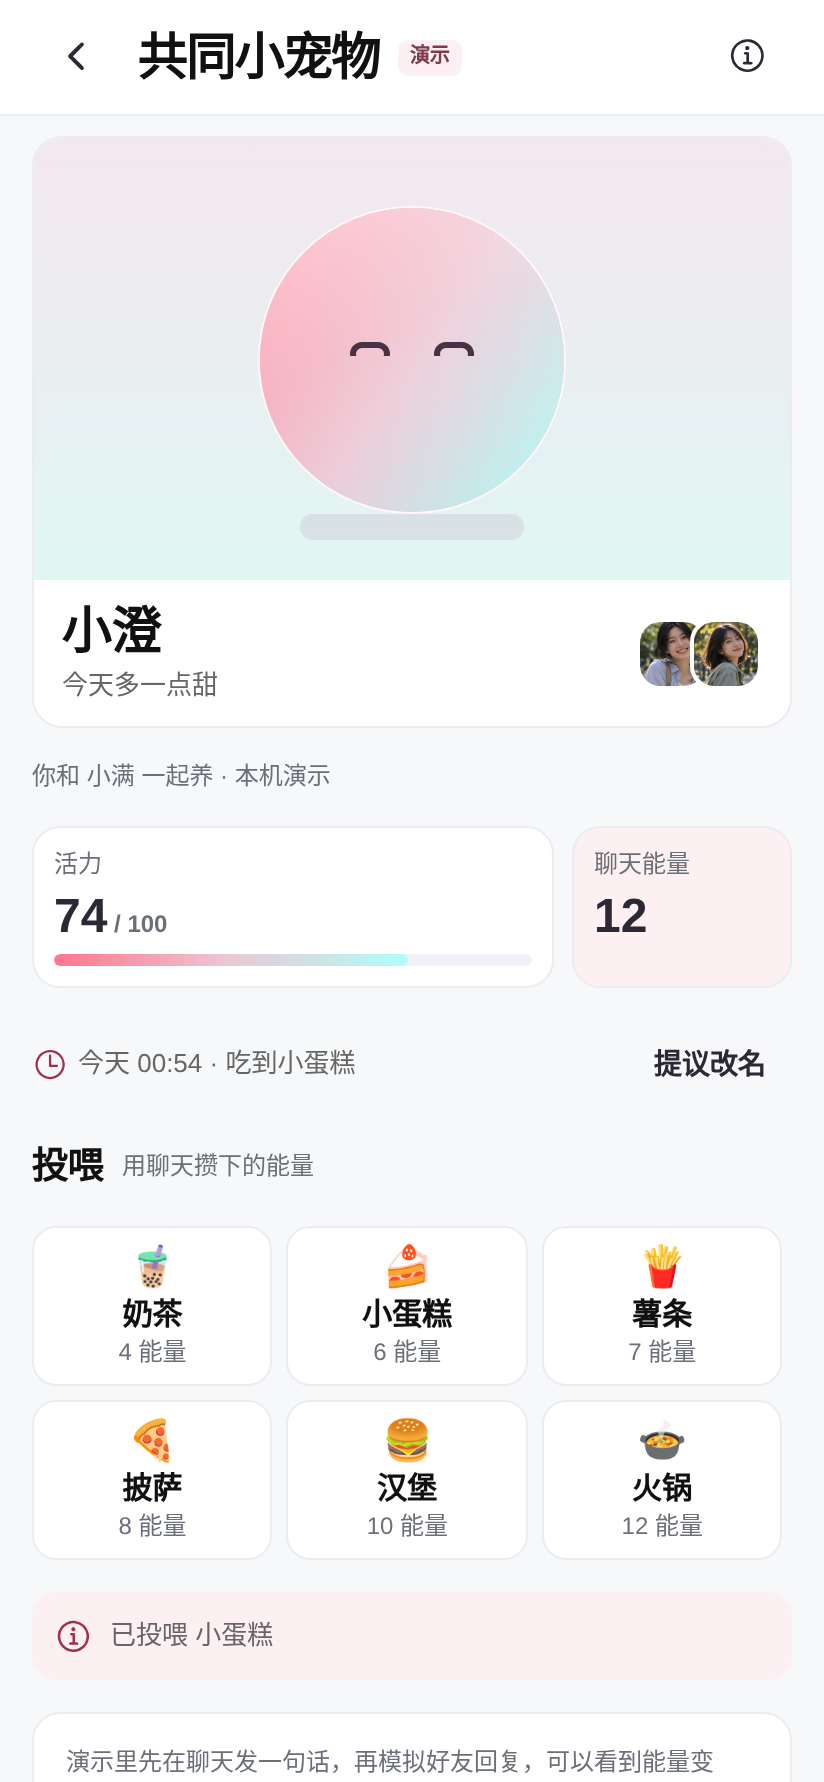 共同小宠物 演示
小澄
今天多一点甜
你和 小满 一起养 · 本机演示
活力
74 / 100
聊天能量
12
今天 00:54 · 吃到小蛋糕
提议改名
投喂 用聊天攒下的能量
奶茶
4 能量
小蛋糕
6 能量
薯条
7 能量
披萨
8 能量
汉堡
10 能量
火锅
12 能量
已投喂 小蛋糕
演示里先在聊天发一句话，再模拟好友回复，可以看到能量变